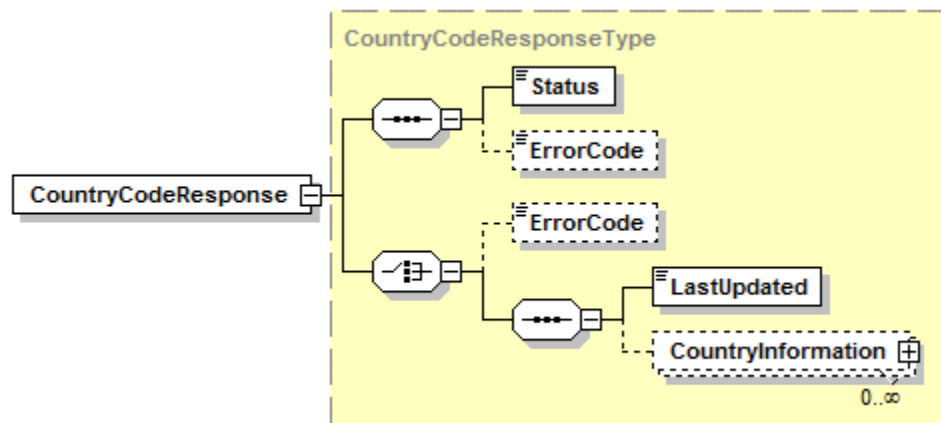 CountryCodeResponseType
Status
ErrorCode
CountryCodeResponse
ErrorCode
LastUpdated
CountryInformation
0..∞